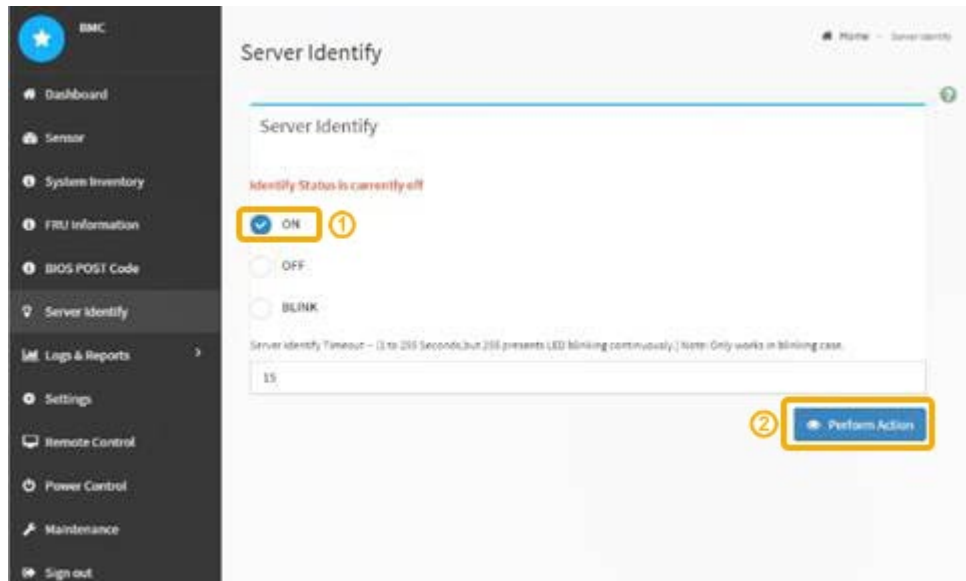 BMC
Home - Server Identify
Server Identify
Dashboard
Sensor
System Inventory
FRU Information
BIOS POST Code
Server Identify
Logs & Reports
Settings
Remote Control
Power Control
Maintenance
Sign out
Server Identify
Identify Status is currently off
ON
1
OFF
BLINK
Server Identify Timeout - (1 to 255 Seconds,but 255 presents LED blinking continuously.) Note: Only works in blinking case.
15
2
Perform Action